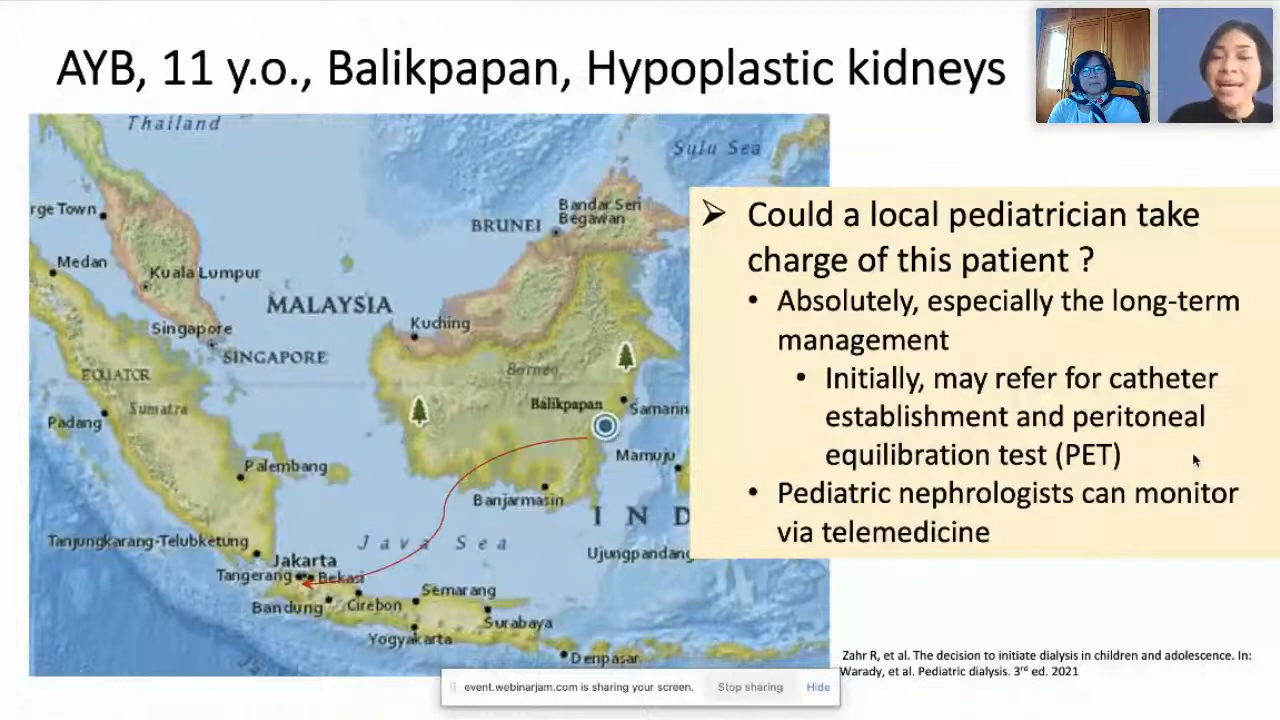 AYB, 11 y.o., Balikpapan, Hypoplastic kidneys
Thailand
Sulu Sea
rge Town
Bandar Seri
Begawan
BRUNEI
Medan
Kuala Lumpur
MALAYSIA
Kuching
Singapore
SINGAPORE
EQUATOR
Borneo
Sumatra
Balikpapan
Samarin
Padang
Mamuju
Palembang
Banjarmasin
I N D
Java Sea
Ujungpandang
Tanjungkarang-Telubketung
Jakarta
Tangerang
Bekasi
Semarang
Bandung
Cirebon
Surabaya
Yogyakarta
Denpasar
➢ Could a local pediatrician take
charge of this patient ?
• Absolutely, especially the long-term
management
• Initially, may refer for catheter
establishment and peritoneal
equilibration test (PET)
• Pediatric nephrologists can monitor
via telemedicine
Zahr R, et al. The decision to initiate dialysis in children and adolescence. In:
Warady, et al. Pediatric dialysis. 3rd ed. 2021
event.webinarjam.com is sharing your screen. Stop sharing Hide